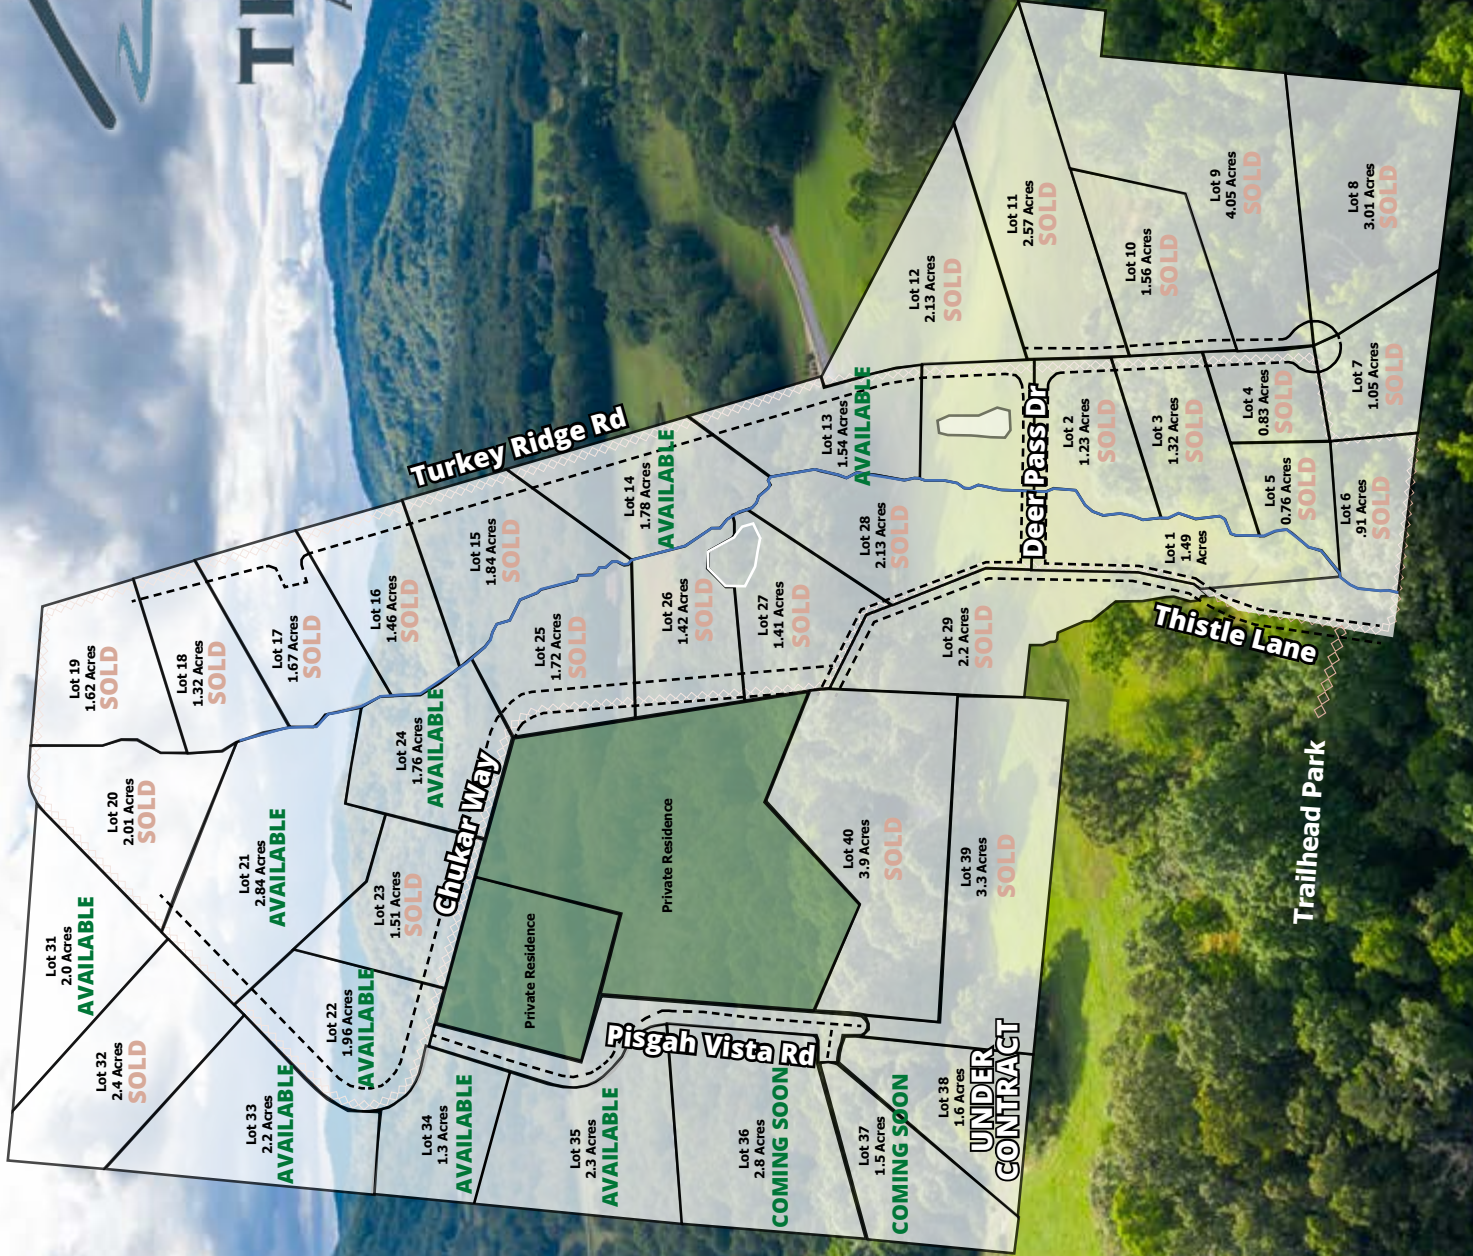 Lot 19
1.62 Acres
SOLD
Lot 18
1.32 Acres
SOLD
Lot 17
1.67 Acres
SOLD
Lot 16
1.46 Acres
SOLD
Lot 15
1.84 Acres
SOLD
Lot 14
1.78 Acres
AVAILABLE
Lot 13
1.54 Acres
AVAILABLE
Lot 12
2.13 Acres
SOLD
Lot 11
2.57 Acres
SOLD
Lot 10
1.56 Acres
SOLD
Lot 9
4.05 Acres
SOLD
Lot 8
3.01 Acres
SOLD
Lot 7
1.05 Acres
SOLD
Lot 4
0.83 Acres
SOLD
Lot 3
1.32 Acres
SOLD
Lot 2
1.23 Acres
SOLD
Lot 5
0.76 Acres
SOLD
Lot 6
.91 Acres
SOLD
Lot 1
1.49
Acres
Turkey Ridge Rd
Deer Pass Dr
Thistle Lane
Trailhead Park
Lot 28
2.13 Acres
SOLD
Lot 29
2.2 Acres
SOLD
Lot 27
1.41 Acres
SOLD
Lot 26
1.42 Acres
SOLD
Lot 25
1.72 Acres
SOLD
Lot 24
1.76 Acres
AVAILABLE
Chukar Way
Lot 20
2.01 Acres
SOLD
Lot 21
2.84 Acres
AVAILABLE
Lot 23
1.51 Acres
SOLD
Lot 22
1.96 Acres
AVAILABLE
Private Residence
Private Residence
Lot 40
3.9 Acres
SOLD
Lot 39
3.3 Acres
SOLD
Lot 31
2.0 Acres
AVAILABLE
Lot 32
2.4 Acres
SOLD
Lot 33
2.2 Acres
AVAILABLE
Lot 34
1.3 Acres
AVAILABLE
Lot 35
2.3 Acres
AVAILABLE
Pisgah Vista Rd
Lot 36
2.8 Acres
COMING SOON
Lot 37
1.5 Acres
COMING SOON
Lot 38
1.6 Acres
UNDER
CONTRACT